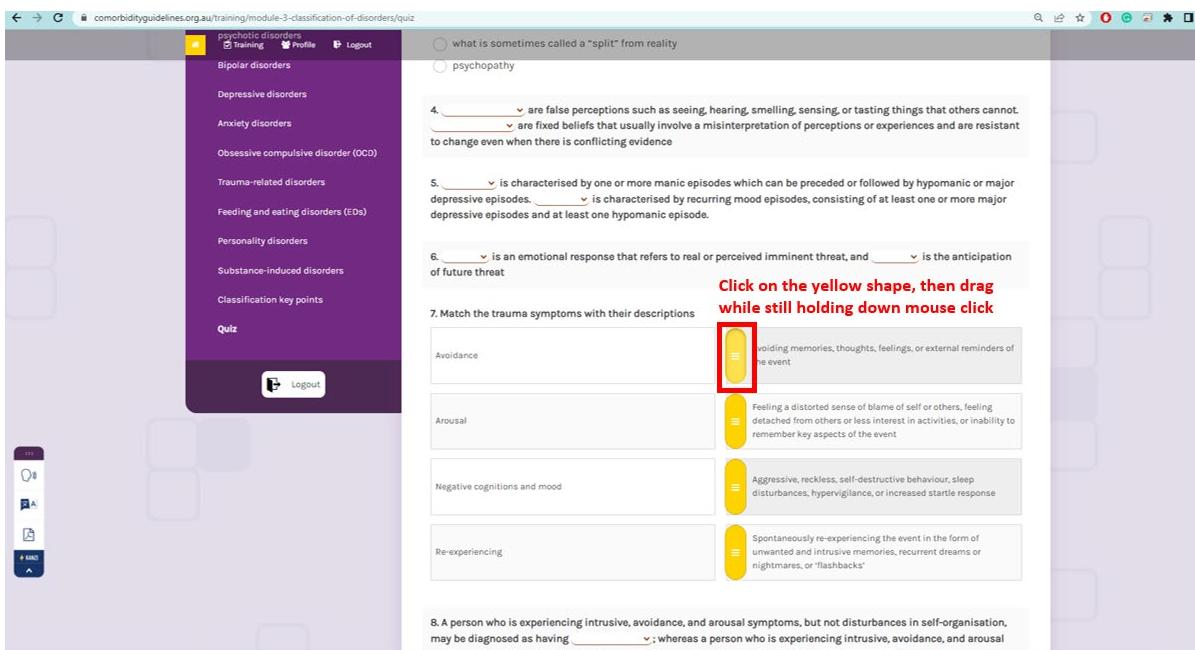 comorbidityguidelines.org.au/training/module-3-classification-of-disorders/quiz
psychotic disorders
Training Profile Logout
Bipolar disorders
Depressive disorders
Anxiety disorders
Obsessive compulsive disorder (OCD)
Trauma-related disorders
Feeding and eating disorders (EDs)
Personality disorders
Substance-induced disorders
Classification key points
Quiz
Logout
what is sometimes called a "split" from reality
psychopathy
4. are false perceptions such as seeing, hearing, smelling, sensing, or tasting things that others cannot.
are fixed beliefs that usually involve a misinterpretation of perceptions or experiences and are resistant
to change even when there is conflicting evidence
5. is characterised by one or more manic episodes which can be preceded or followed by hypomanic or major
depressive episodes. is characterised by recurring mood episodes, consisting of at least one or more major
depressive episodes and at least one hypomanic episode.
6. is an emotional response that refers to real or perceived imminent threat, and is the anticipation
of future threat
Click on the yellow shape, then drag
while still holding down mouse click
7. Match the trauma symptoms with their descriptions
Avoidance
voiding memories, thoughts, feelings, or external reminders of
he event
Arousal
Feeling a distorted sense of blame of self or others, feeling
detached from others or less interest in activities, or inability to
remember key aspects of the event
Negative cognitions and mood
Aggressive, reckless, self-destructive behaviour, sleep
disturbances, hypervigilance, or increased startle response
Re-experiencing
Spontaneously re-experiencing the event in the form of
unwanted and intrusive memories, recurrent dreams or
nightmares, or 'flashbacks'
8. A person who is experiencing intrusive, avoidance, and arousal symptoms, but not disturbances in self-organisation,
may be diagnosed as having ; whereas a person who is experiencing intrusive, avoidance, and arousal